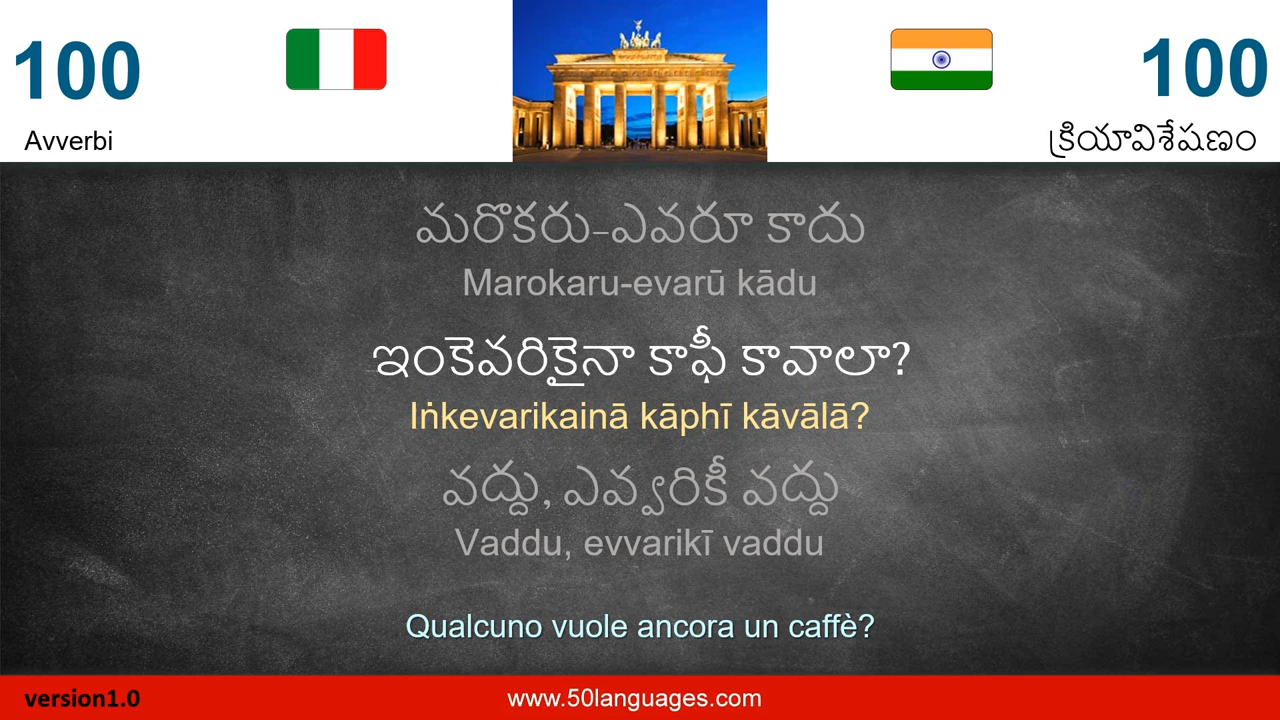 100
100
Avverbi
క్రియావిశేషణం
మరొకరు-ఎవరూ కాదు
Marokaru-evarū kādu
ఇంకెవరికైనా కాఫీ కావాలా?
Iṅkevarikainā kāphī kāvālā?
వద్దు, ఎవ్వరికీ వద్దు
Vaddu, evvarikī vaddu
Qualcuno vuole ancora un caffè?
version1.0
www.50languages.com